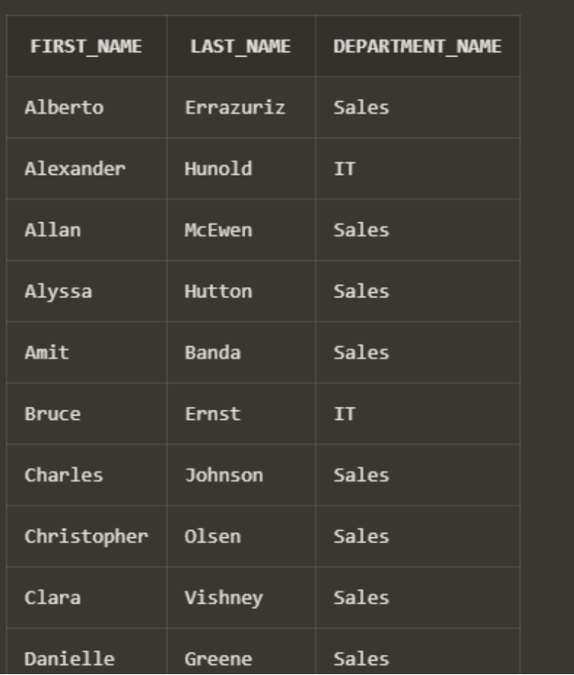 FIRST_NAME LAST_NAME DEPARTMENT_NAME
Alberto Errazuriz Sales
Alexander Hunold IT
Allan McEwen Sales
Alyssa Hutton Sales
Amit Banda Sales
Bruce Ernst IT
Charles Johnson Sales
Christopher Olsen Sales
Clara Vishney Sales
Danielle Greene Sales